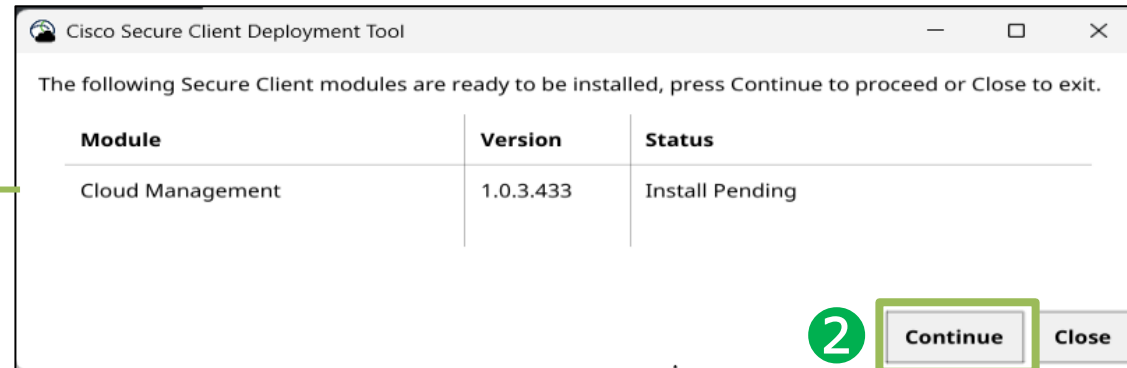 Cisco Secure Client Deployment Tool
The following Secure Client modules are ready to be installed, press Continue to proceed or Close to exit.
Module Version Status
Cloud Management 1.0.3.433 Install Pending
2 Continue Close